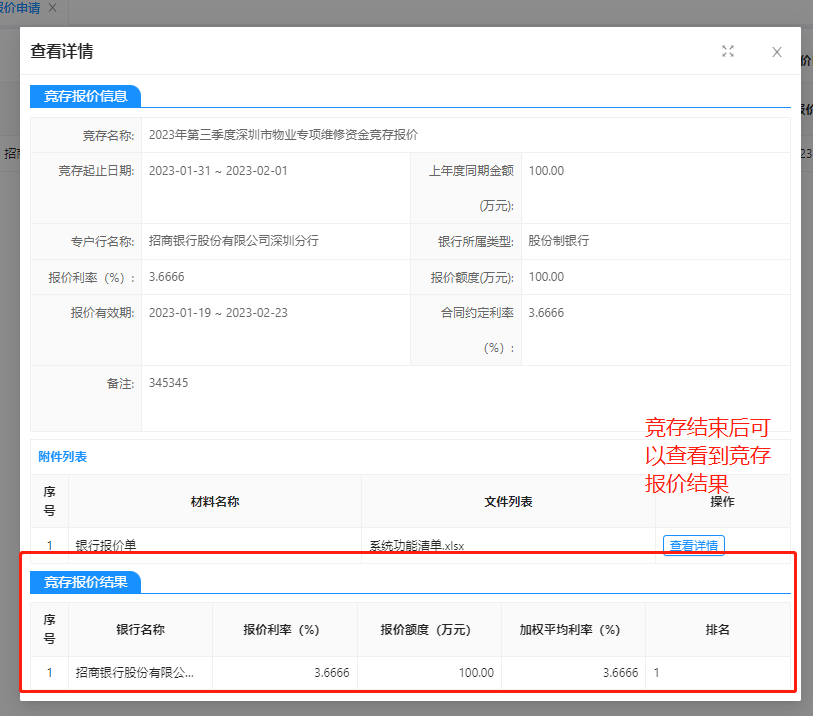 报价申请
查看详情
竞存报价信息
竞存名称: 2023年第三季度深圳市物业专项维修资金竞存报价
竞存起止日期: 2023-01-31 ~ 2023-02-01 上年度同期金额 100.00
(万元):
专户行名称: 招商银行股份有限公司深圳分行 银行所属类型: 股份制银行
报价利率（%）: 3.6666 报价额度(万元): 100.00
报价有效期: 2023-01-19 ~ 2023-02-23 合同约定利率 3.6666
（%）:
备注: 345345
竞存结束后可
以查看到竞存
报价结果
附件列表
序号 材料名称 文件列表 操作
1 银行报价单 系统功能清单.xlsx 查看详情
竞存报价结果
序号 银行名称 报价利率（%） 报价额度（万元） 加权平均利率（%） 排名
1 招商银行股份有限公... 3.6666 100.00 3.6666 1